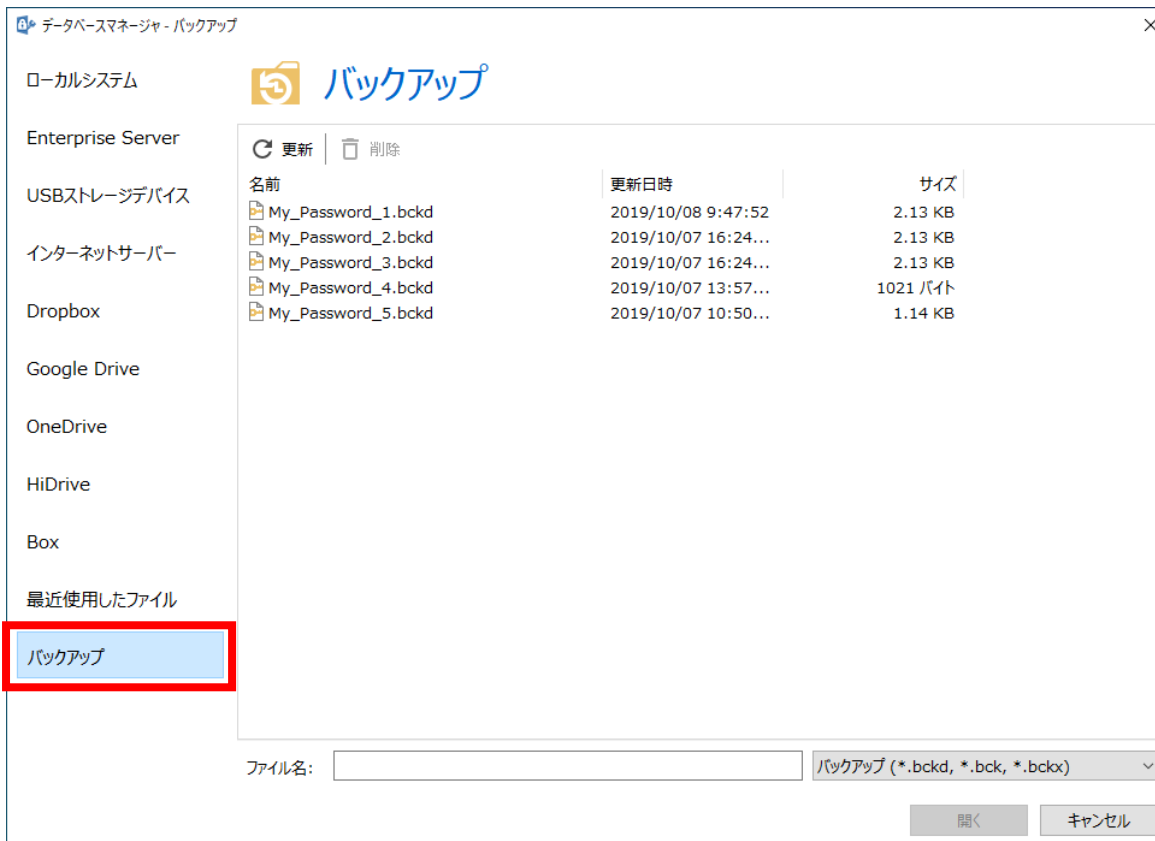 データベースマネージャ - バックアップ
ローカルシステム
Enterprise Server
USBストレージデバイス
インターネットサーバー
Dropbox
Google Drive
OneDrive
HiDrive
Box
最近使用したファイル
バックアップ
バックアップ
更新 削除
名前 更新日時 サイズ
My_Password_1.bckd 2019/10/08 9:47:52 2.13 KB
My_Password_2.bckd 2019/10/07 16:24... 2.13 KB
My_Password_3.bckd 2019/10/07 16:24... 2.13 KB
My_Password_4.bckd 2019/10/07 13:57... 1021 バイト
My_Password_5.bckd 2019/10/07 10:50... 1.14 KB
ファイル名: バックアップ (*.bckd, *.bck, *.bckx)
開く キャンセル